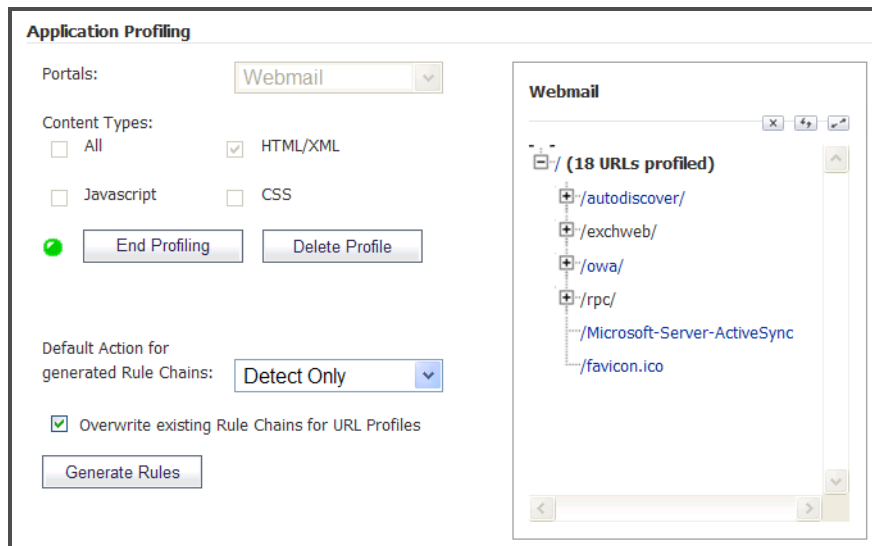 Application Profiling
Portals:
Webmail
Content Types:
All
HTML/XML
Javascript
CSS
End Profiling
Delete Profile
Default Action for
generated Rule Chains:
Detect Only
Overwrite existing Rule Chains for URL Profiles
Generate Rules
Webmail
/ (18 URLs profiled)
/autodiscover/
/exchweb/
/owa/
/rpc/
/Microsoft-Server-ActiveSync
/favicon.ico